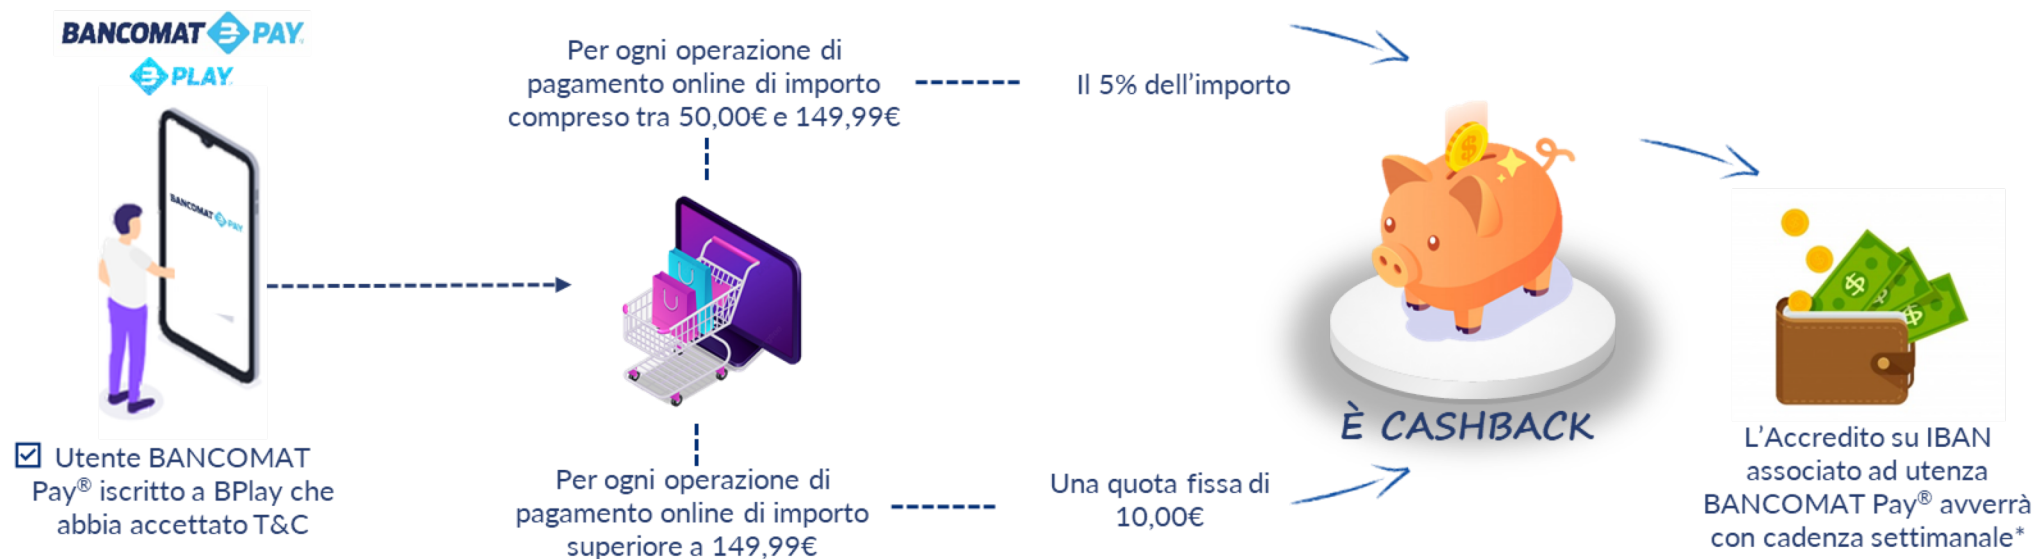 BANCOMAT PAY
PLAY
BANCOMAT PAY
Utente BANCOMAT
Pay® iscritto a BPlay che
abbia accettato T&C
Per ogni operazione di
pagamento online di importo
compreso tra 50,00€ e 149,99€
Il 5% dell'importo
Per ogni operazione di
pagamento online di importo
superiore a 149,99€
Una quota fissa di
10,00€
È CASHBACK
L'Accredito su IBAN
associato ad utenza
BANCOMAT Pay® avverrà
con cadenza settimanale*